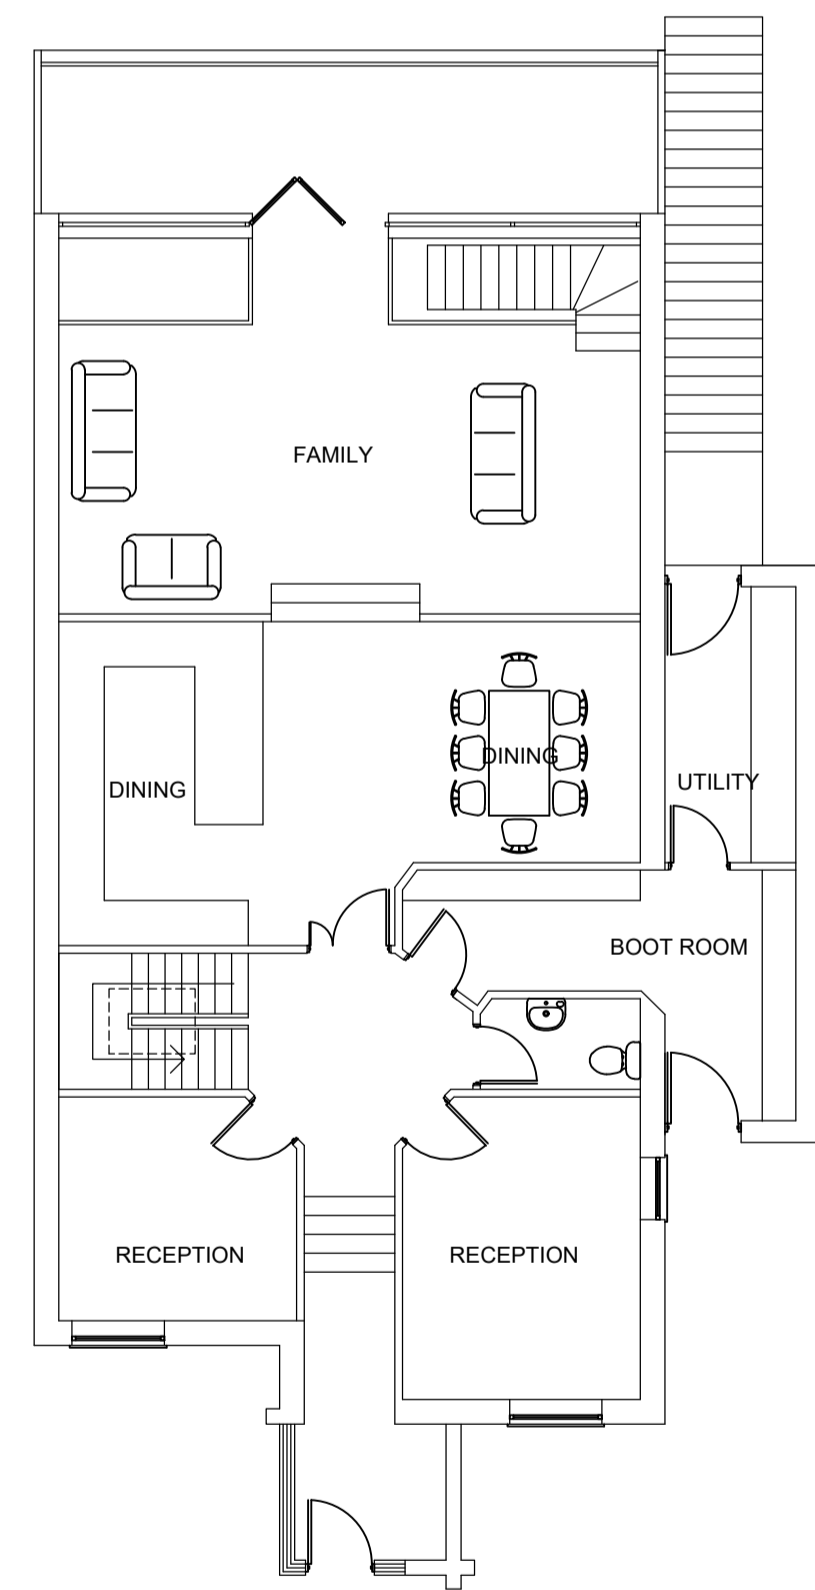 FAMILY
DINING
DINING
UTILITY
BOOT ROOM
RECEPTION
RECEPTION